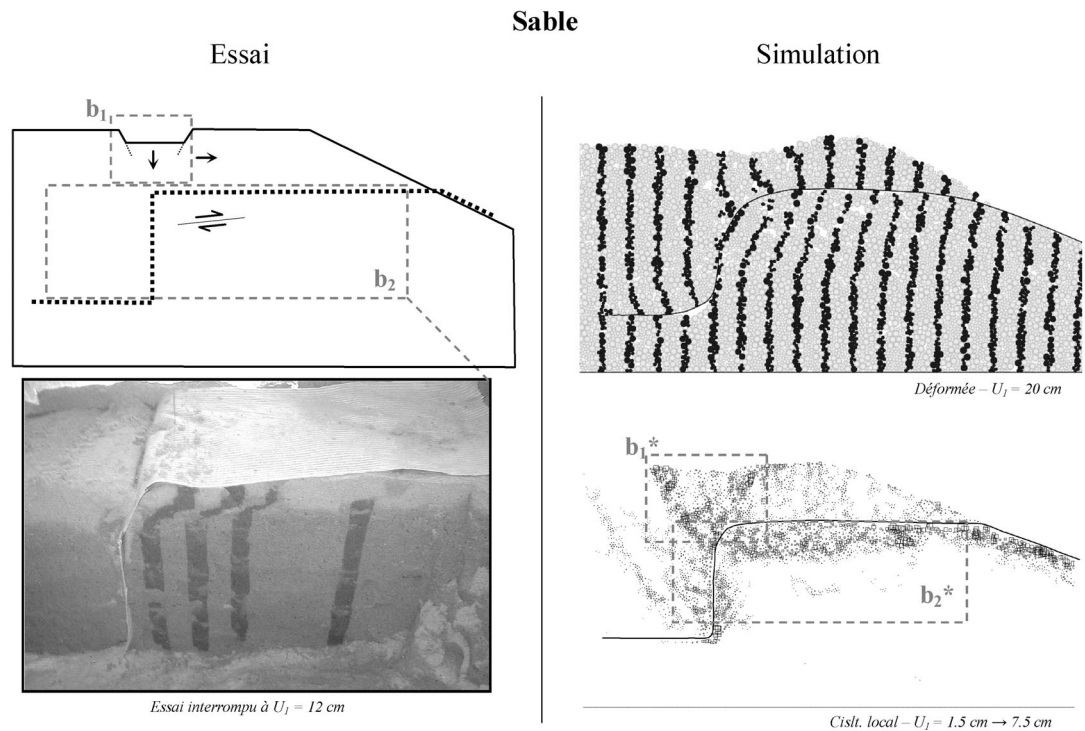 Sable
Essai
Simulation
b1
b2
Essai interrompu à U1 = 12 cm
Déformée – U1 = 20 cm
b1*
b2*
Cislt. local – U1 = 1.5 cm → 7.5 cm